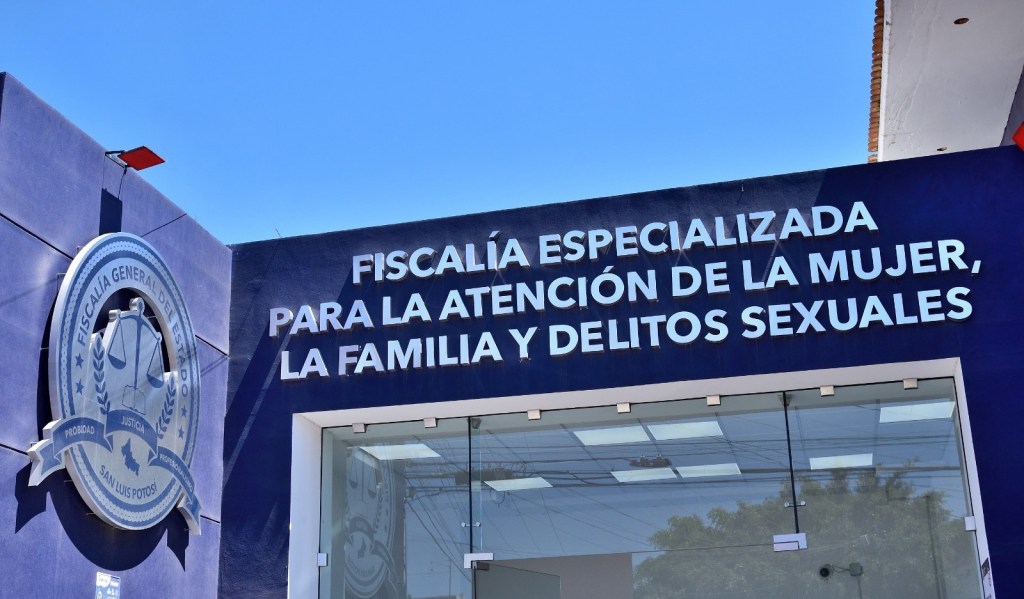 FISCALÍA ESPECIALIZADA
PARA LA ATENCIÓN DE LA MUJER,
LA FAMILIA Y DELITOS SEXUALES
FISCALÍA GENERAL DEL ESTADO
PROBIDAD
JUSTICIA
PROFESIONALISMO
SAN LUIS POTOSÍ